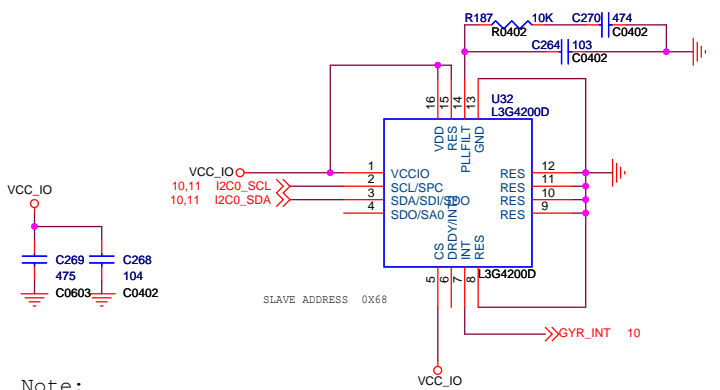 R187 10K C270 474
R0402 C0402
C264 103
C0402
16 15 14 13
U32
L3G4200D
VDD RES PLLFILT GND
VCC_IO
1 VCCIO RES 12
10,11 I2C0_SCL 2 SCL/SPC RES 11
10,11 I2C0_SDA 3 SDA/SDI/SDO RES 10
4 SDO/SA0 RES 9
VCC_IO
CS DRDY/INT INT RES
L3G4200D
5 6 7 8
C269 C268
475 104
C0603 C0402
SLAVE ADDRESS 0X68
GYR_INT 10
VCC_IO
Note: